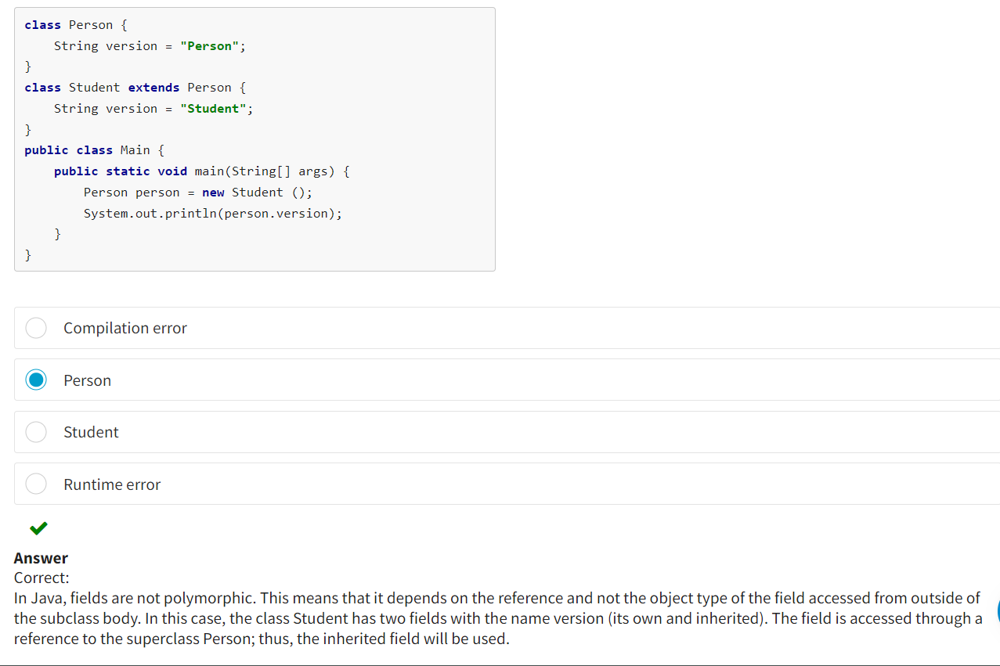 class Person {
    String version = "Person";
}
class Student extends Person {
    String version = "Student";
}
public class Main {
    public static void main(String[] args) {
        Person person = new Student ();
        System.out.println(person.version);
    }
}
Compilation error
Person
Student
Runtime error
Answer
Correct:
In Java, fields are not polymorphic. This means that it depends on the reference and not the object type of the field accessed from outside of
the subclass body. In this case, the class Student has two fields with the name version (its own and inherited). The field is accessed through a
reference to the superclass Person; thus, the inherited field will be used.